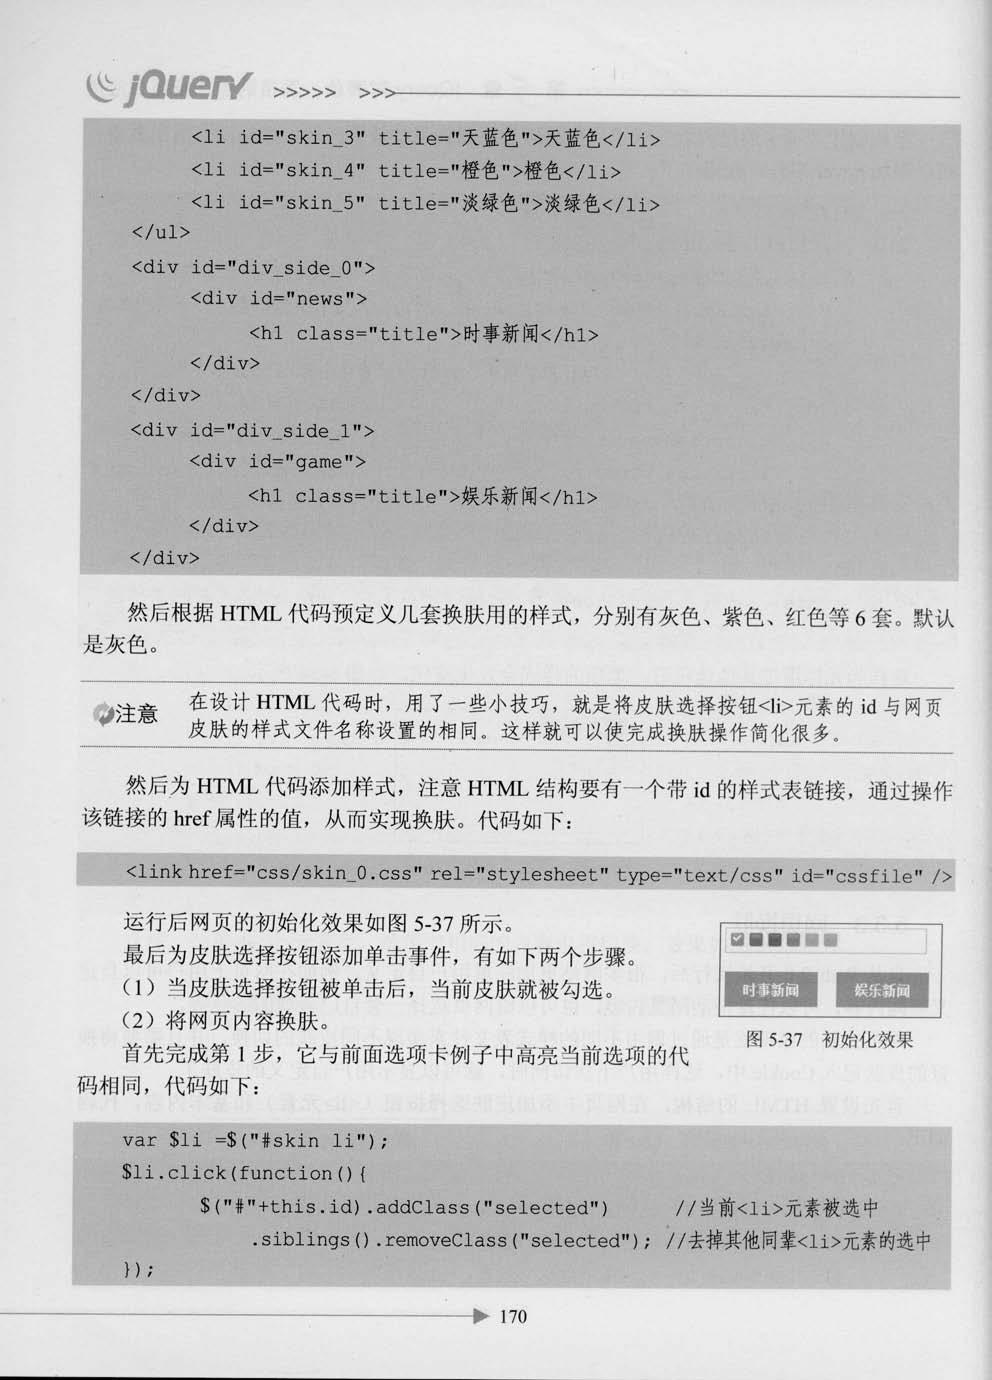 jQuery >>>>> >>>
<li id="skin_3" title="天蓝色">天蓝色</li>
<li id="skin_4" title="橙色">橙色</li>
<li id="skin_5" title="淡绿色">淡绿色</li>
</ul>
<div id="div_side_0">
<div id="news">
<h1 class="title">时事新闻</h1>
</div>
</div>
<div id="div_side_1">
<div id="game">
<h1 class="title">娱乐新闻</h1>
</div>
</div>
然后根据 HTML 代码预定义几套换肤用的样式，分别有灰色、紫色、红色等 6 套。默认
是灰色。
注意
在设计 HTML 代码时，用了一些小技巧，就是将皮肤选择按钮<li>元素的 id 与网页
皮肤的样式文件名称设置的相同。这样就可以使完成换肤操作简化很多。
然后为 HTML 代码添加样式，注意 HTML 结构要有一个带 id 的样式表链接，通过操作
该链接的 href 属性的值，从而实现换肤。代码如下：
<link href="css/skin_0.css" rel="stylesheet" type="text/css" id="cssfile" />
运行后网页的初始化效果如图 5-37 所示。
最后为皮肤选择按钮添加单击事件，有如下两个步骤。
（1）当皮肤选择按钮被单击后，当前皮肤就被勾选。
（2）将网页内容换肤。
首先完成第 1 步，它与前面选项卡例子中高亮当前选项的代
码相同，代码如下：
时事新闻 娱乐新闻
图 5-37 初始化效果
var $li =$("#skin li");
$li.click(function(){
$("#"+this.id).addClass("selected") //当前<li>元素被选中
.siblings().removeClass("selected"); //去掉其他同辈<li>元素的选中
});
170